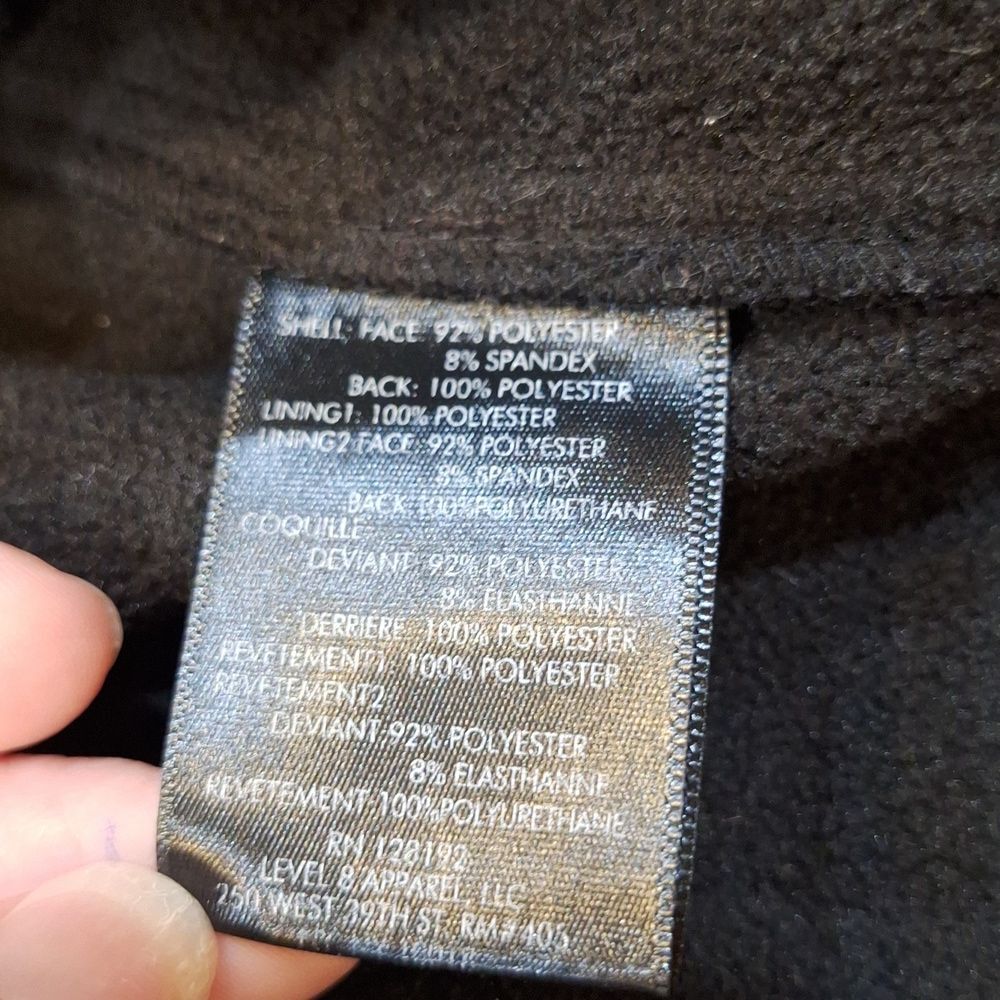 SHELL: FACE: 92% POLYESTER
8% SPANDEX
BACK: 100% POLYESTER
LINING1: 100% POLYESTER
LINING2 FACE: 92% POLYESTER
8% SPANDEX
BACK: 100% POLYURETHANE
COQUILLE
DEVIANT: 92% POLYESTER
8% ELASTHANNE
DERRIERE: 100% POLYESTER
REVETEMENT1: 100% POLYESTER
REVETEMENT2
DEVIANT 92% POLYESTER
8% ELASTHANNE
REVETEMENT 100% POLYURETHANE
RN 128192
LEVEL 8 APPAREL, LLC
250 WEST 39TH ST. RM#